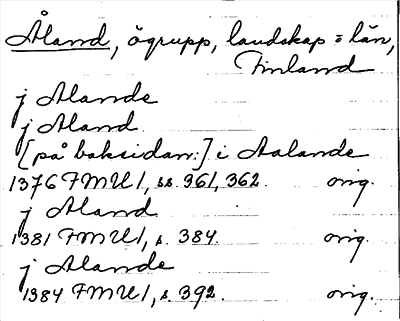 Åland, ögrupp, landskap = län,
Finland
j Alande
j Aland
[på baksidan:] i Aalande
1376 FMU 1, ss. 361, 362. orig.
j Aland
1381 FMU 1, s. 384. orig.
j Alande
1384 FMU 1, s. 392. orig.